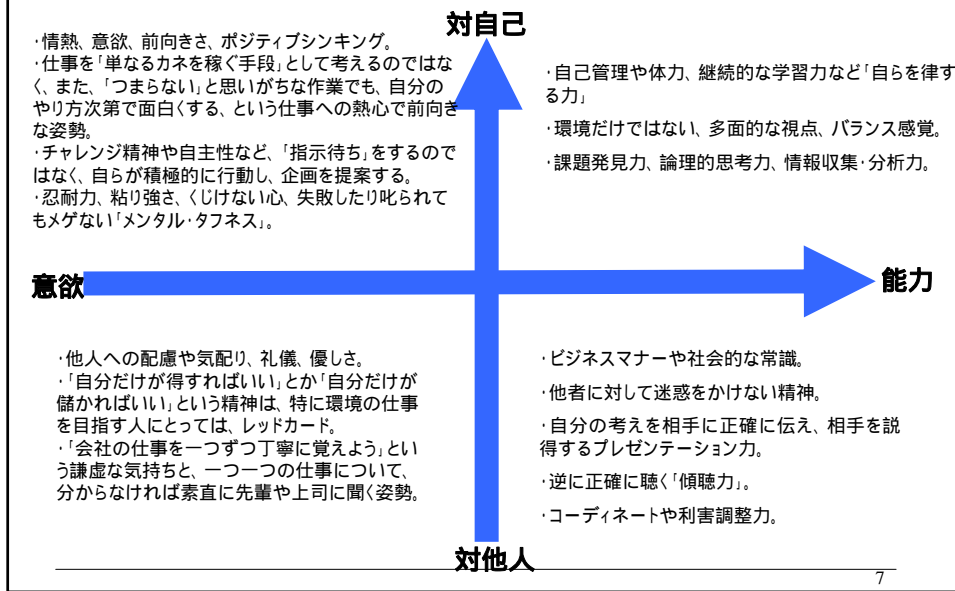 対自己
・情熱、意欲、前向きさ、ポジティブシンキング。
・仕事を「単なるカネを稼ぐ手段」として考えるのではな
く、また、「つまらない」と思いがちな作業でも、自分の
やり方次第で面白くする、という仕事への熱心で前向き
な姿勢。
・チャレンジ精神や自主性など、「指示待ち」をするので
はなく、自らが積極的に行動し、企画を提案する。
・忍耐力、粘り強さ、くじけない心、失敗したり叱られて
もメゲない「メンタル・タフネス」。
・自己管理や体力、継続的な学習力など「自らを律す
る力」
・環境だけではない、多面的な視点、バランス感覚。
・課題発見力、論理的思考力、情報収集・分析力。
意欲
能力
・他人への配慮や気配り、礼儀、優しさ。
・「自分だけが得すればいい」とか「自分だけが
儲かればいい」という精神は、特に環境の仕事
を目指す人にとっては、レッドカード。
・「会社の仕事を一つずつ丁寧に覚えよう」とい
う謙虚な気持ちと、一つ一つの仕事について、
分からなければ素直に先輩や上司に聞く姿勢。
・ビジネスマナーや社会的な常識。
・他者に対して迷惑をかけない精神。
・自分の考えを相手に正確に伝え、相手を説
得するプレゼンテーション力。
・逆に正確に聴く「傾聴力」。
・コーディネートや利害調整力。
対他人
7